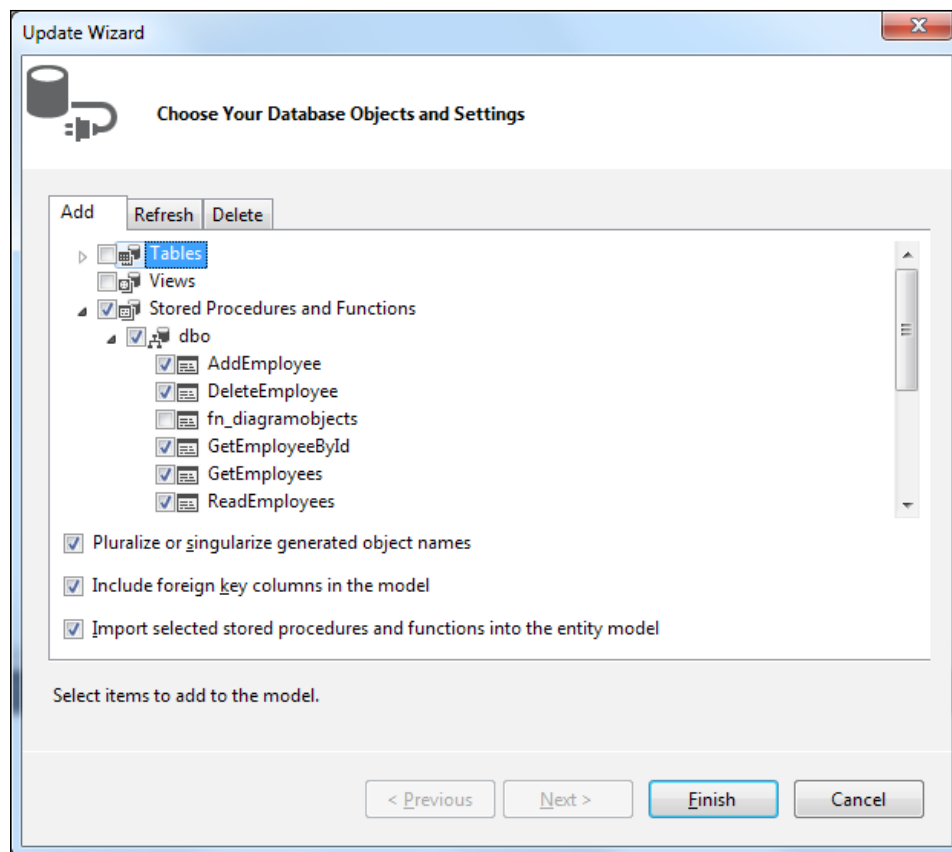 Update Wizard
Choose Your Database Objects and Settings
Add Refresh Delete
Tables
Views
Stored Procedures and Functions
dbo
AddEmployee
DeleteEmployee
fn_diagramobjects
GetEmployeeById
GetEmployees
ReadEmployees
Pluralize or singularize generated object names
Include foreign key columns in the model
Import selected stored procedures and functions into the entity model
Select items to add to the model.
< Previous Next > Finish Cancel